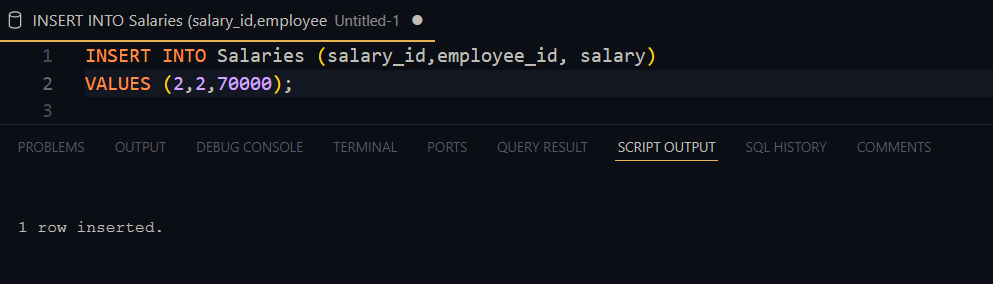 INSERT INTO Salaries (salary_id,employee Untitled-1
1 INSERT INTO Salaries (salary_id,employee_id, salary)
2 VALUES (2,2,70000);
3
PROBLEMS OUTPUT DEBUG CONSOLE TERMINAL PORTS QUERY RESULT SCRIPT OUTPUT SQL HISTORY COMMENTS
1 row inserted.